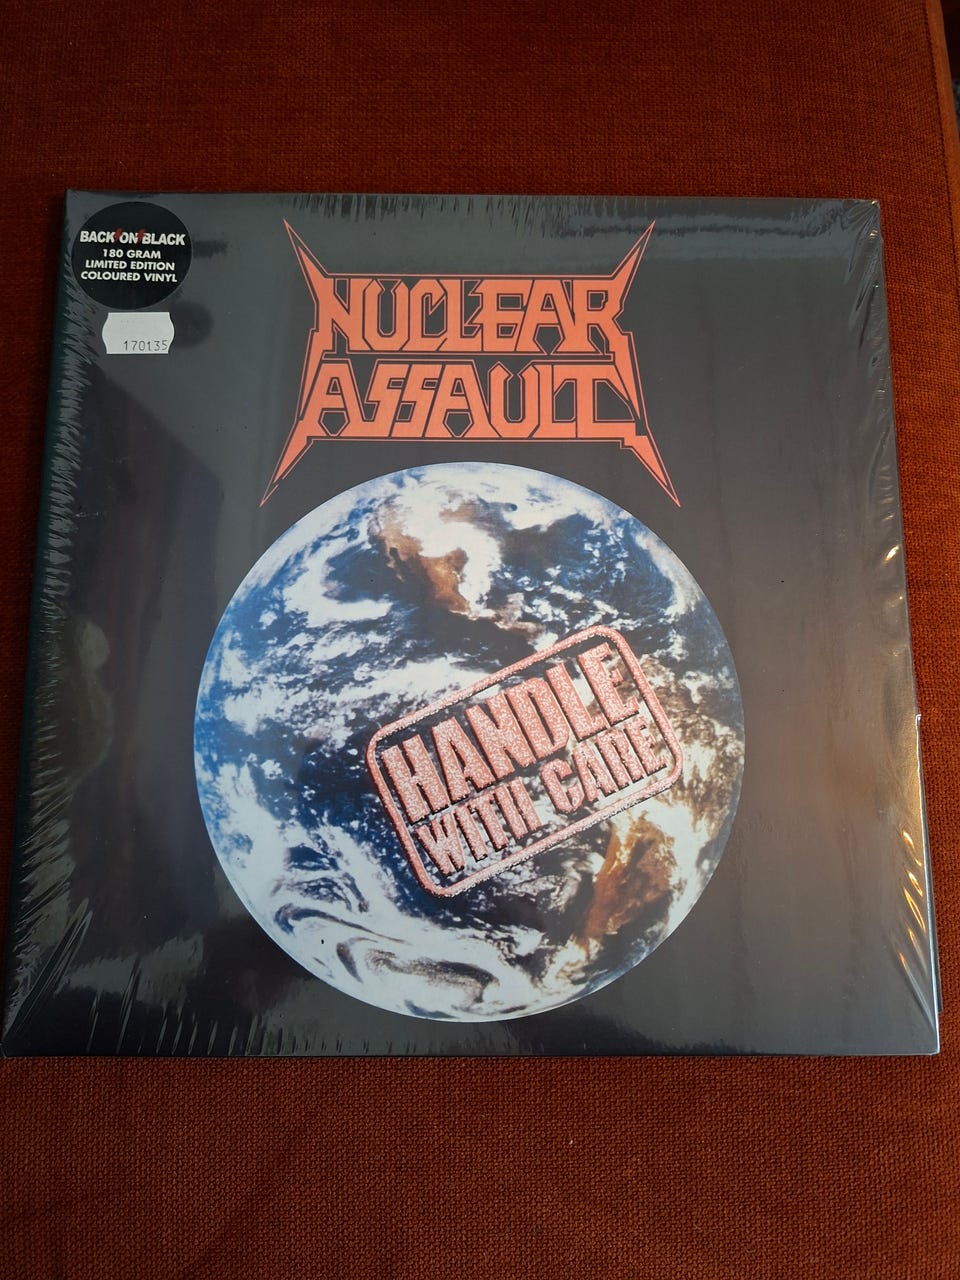 BACK ON BLACK
180 GRAM
LIMITED EDITION
COLOURED VINYL
170135
NUCLEAR
ASSAULT
HANDLE
WITH CARE